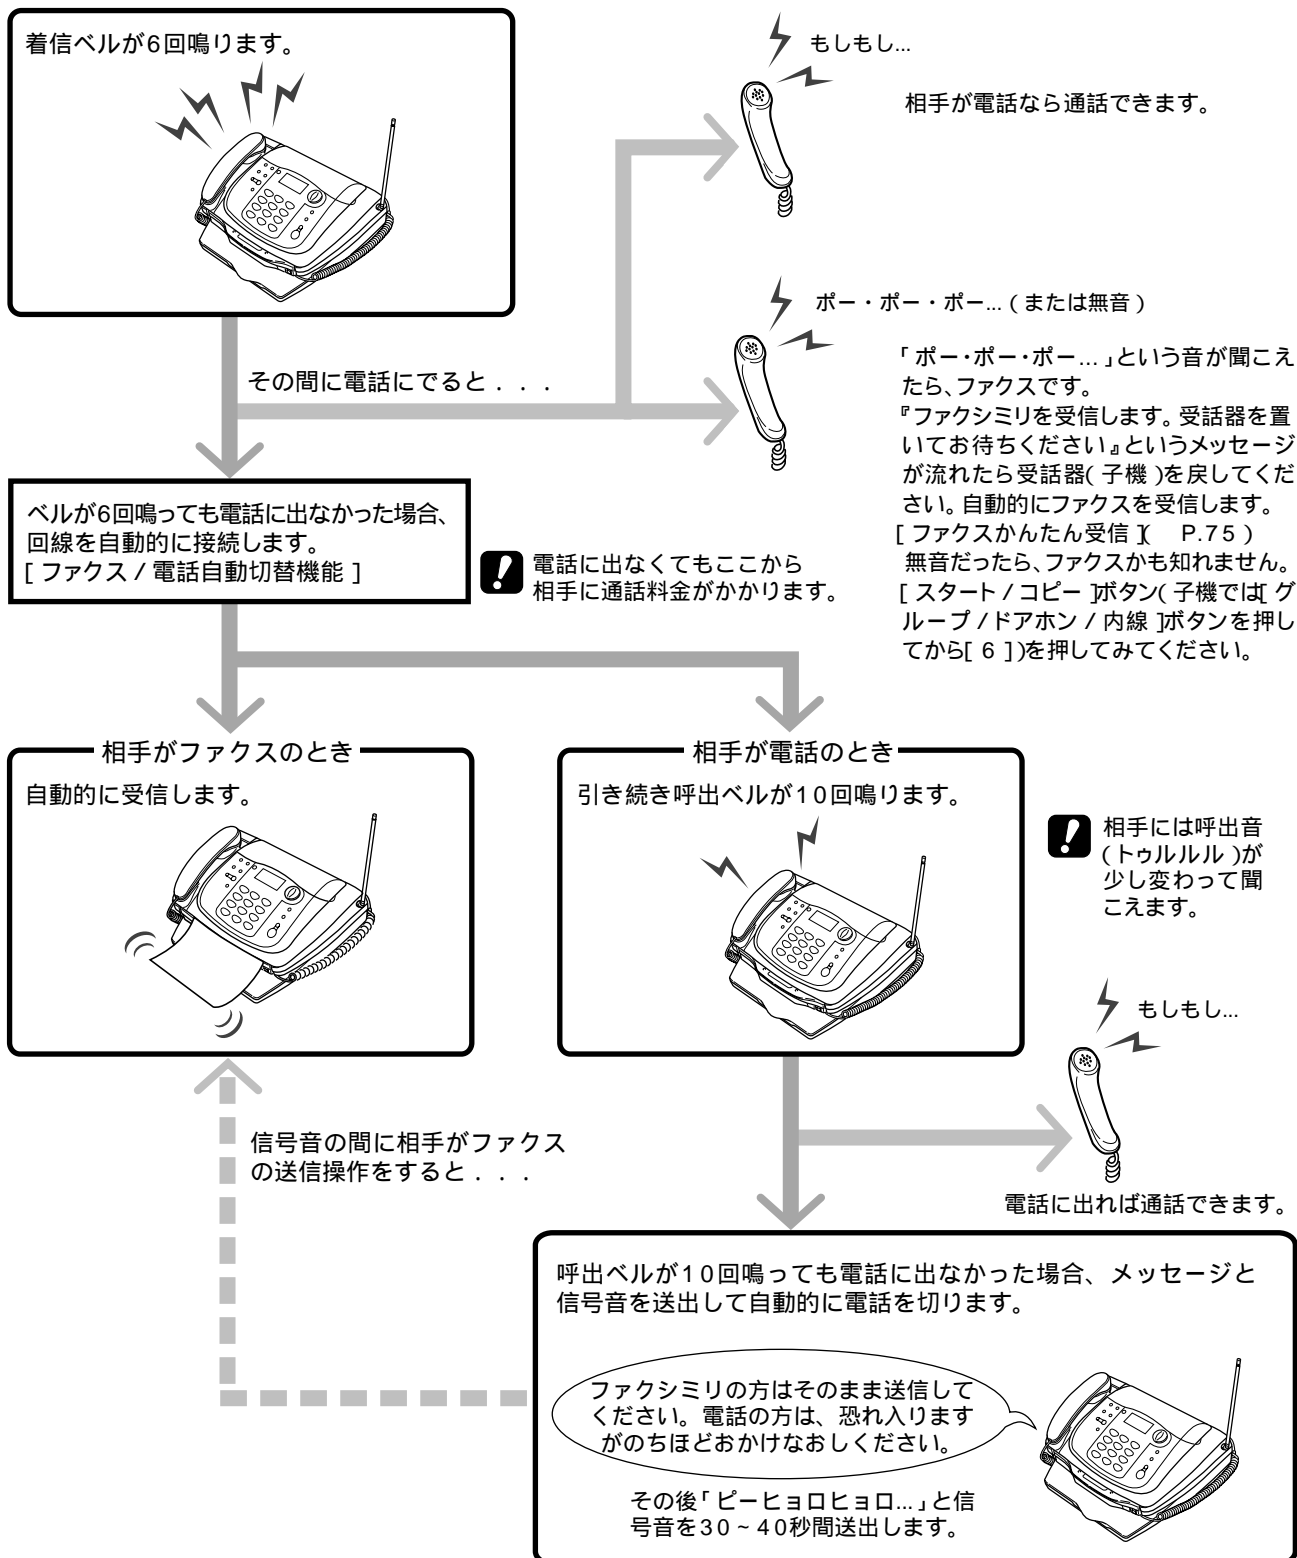 着信ベルが6回鳴ります。
もしもし...
相手が電話なら通話できます。
その間に電話にでると．．．
ポー・ポー・ポー...（または無音）
「ポー・ポー・ポー...」という音が聞こえ
たら、ファクスです。
『ファクシミリを受信します。受話器を置
いてお待ちください』というメッセージ
が流れたら受話器(子機)を戻してくだ
さい。自動的にファクスを受信します。
[ファクスかんたん受信](　P.75)
無音だったら、ファクスかも知れません。
[スタート/コピー]ボタン(子機では[グ
ループ/ドアホン/内線]ボタンを押し
てから[6])を押してみてください。
ベルが6回鳴っても電話に出なかった場合、
回線を自動的に接続します。
[ファクス/電話自動切替機能]
電話に出なくてもここから
相手に通話料金がかかります。
相手がファクスのとき
自動的に受信します。
相手が電話のとき
引き続き呼出ベルが10回鳴ります。
相手には呼出音
(トゥルルル)が
少し変わって聞
こえます。
もしもし...
電話に出れば通話できます。
信号音の間に相手がファクス
の送信操作をすると．．．
呼出ベルが10回鳴っても電話に出なかった場合、メッセージと
信号音を送出して自動的に電話を切ります。
ファクシミリの方はそのまま送信して
ください。電話の方は、恐れ入ります
がのちほどおかけなおしください。
その後「ピーヒョロヒョロ...」と信
号音を30~40秒間送出します。